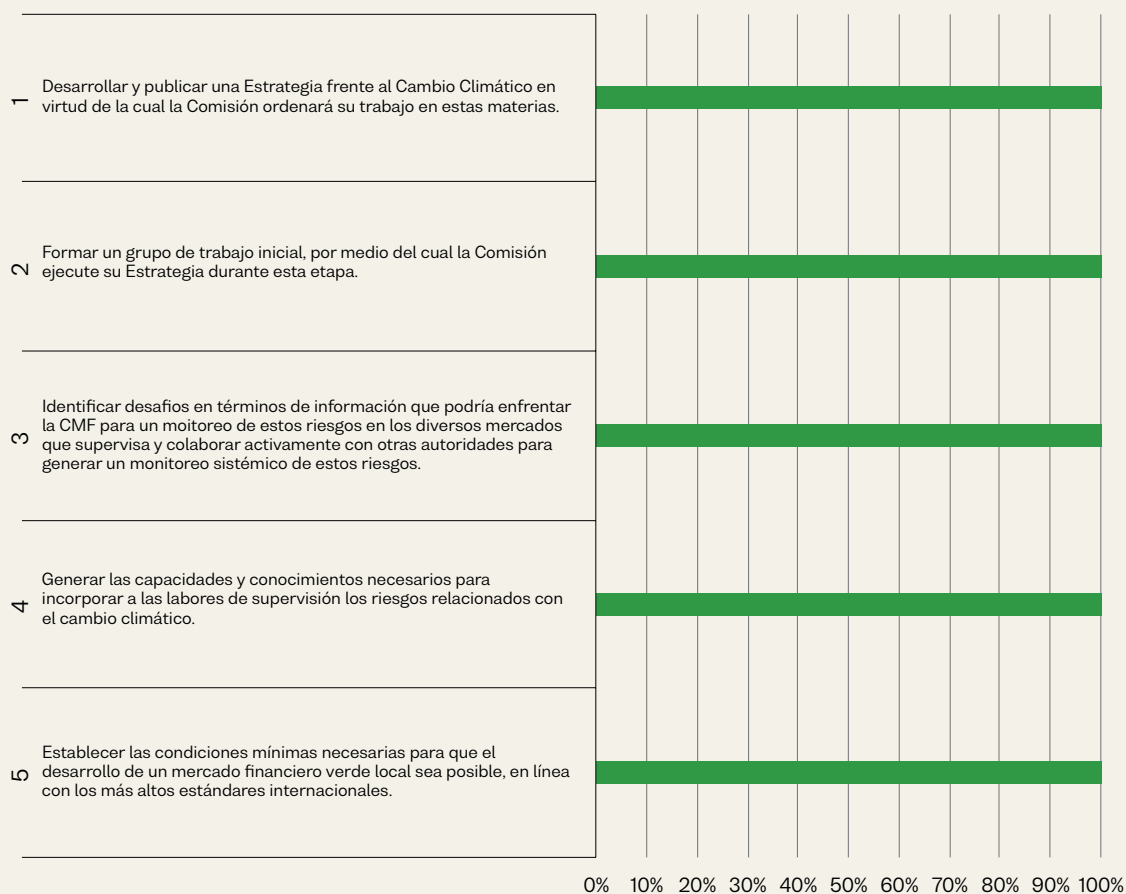 1
Desarrollar y publicar una Estrategia frente al Cambio Climático en
virtud de la cual la Comisión ordenará su trabajo en estas materias.
2
Formar un grupo de trabajo inicial, por medio del cual la Comisión
ejecute su Estrategia durante esta etapa.
3
Identificar desafios en términos de información que podría enfrentar
la CMF para un moitoreo de estos riesgos en los diversos mercados
que supervisa y colaborar activamente con otras autoridades para
generar un monitoreo sistémico de estos riesgos.
4
Generar las capacidades y conocimientos necesarios para
incorporar a las labores de supervisión los riesgos relacionados con
el cambio climático.
5
Establecer las condiciones mínimas necesarias para que el
desarrollo de un mercado financiero verde local sea posible, en línea
con los más altos estándares internacionales.
0% 10% 20% 30% 40% 50% 60% 70% 80% 90% 100%